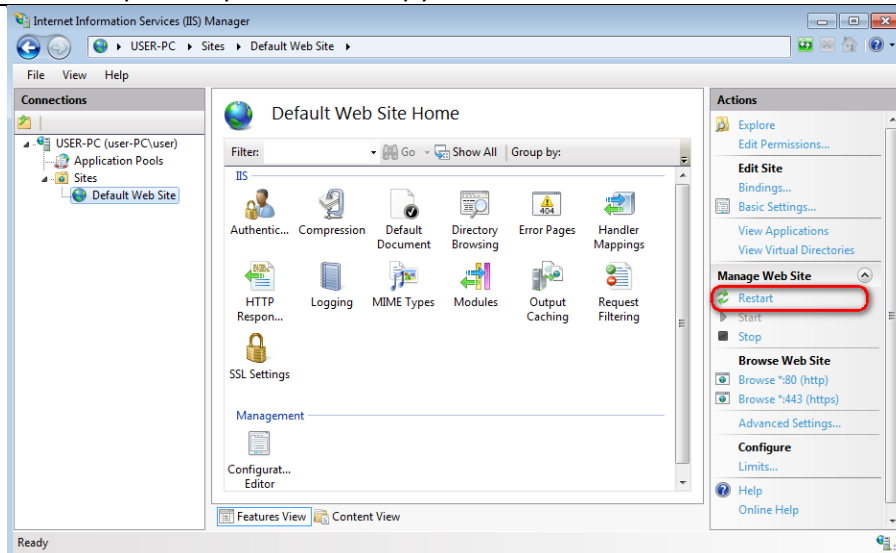 Internet Information Services (IIS) Manager
USER-PC Sites Default Web Site
File View Help
Connections
USER-PC (user-PC\user)
Application Pools
Sites
Default Web Site
Default Web Site Home
Filter: Go Show All Group by:
IIS
Authentic... Compression Default Document Directory Browsing Error Pages Handler Mappings
404
HTTP Respon... Logging MIME Types Modules Output Caching Request Filtering
SSL Settings
Management
Configurat... Editor
Features View Content View
Actions
Explore
Edit Permissions...
Edit Site
Bindings...
Basic Settings...
View Applications
View Virtual Directories
Manage Web Site
Restart
Start
Stop
Browse Web Site
Browse *:80 (http)
Browse *:443 (https)
Advanced Settings...
Configure
Limits...
Help
Online Help
Ready